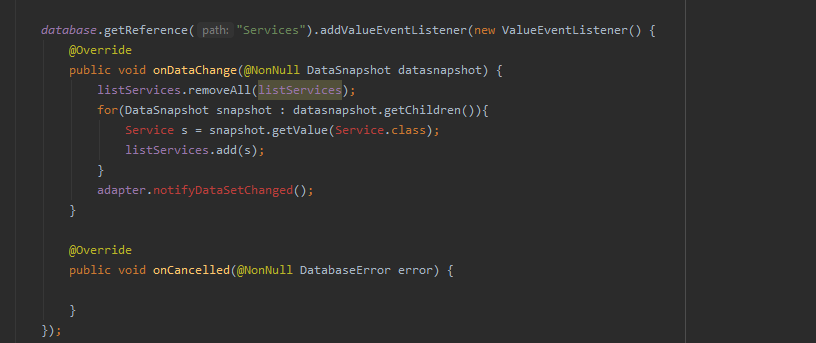 database.getReference( path: "Services").addValueEventListener(new ValueEventListener() {
@Override
public void onDataChange(@NonNull DataSnapshot datasnapshot) {
listServices.removeAll(listServices);
for(DataSnapshot snapshot : datasnapshot.getChildren()){
Service s = snapshot.getValue(Service.class);
listServices.add(s);
}
adapter.notifyDataSetChanged();
}
@Override
public void onCancelled(@NonNull DatabaseError error) {
}
});